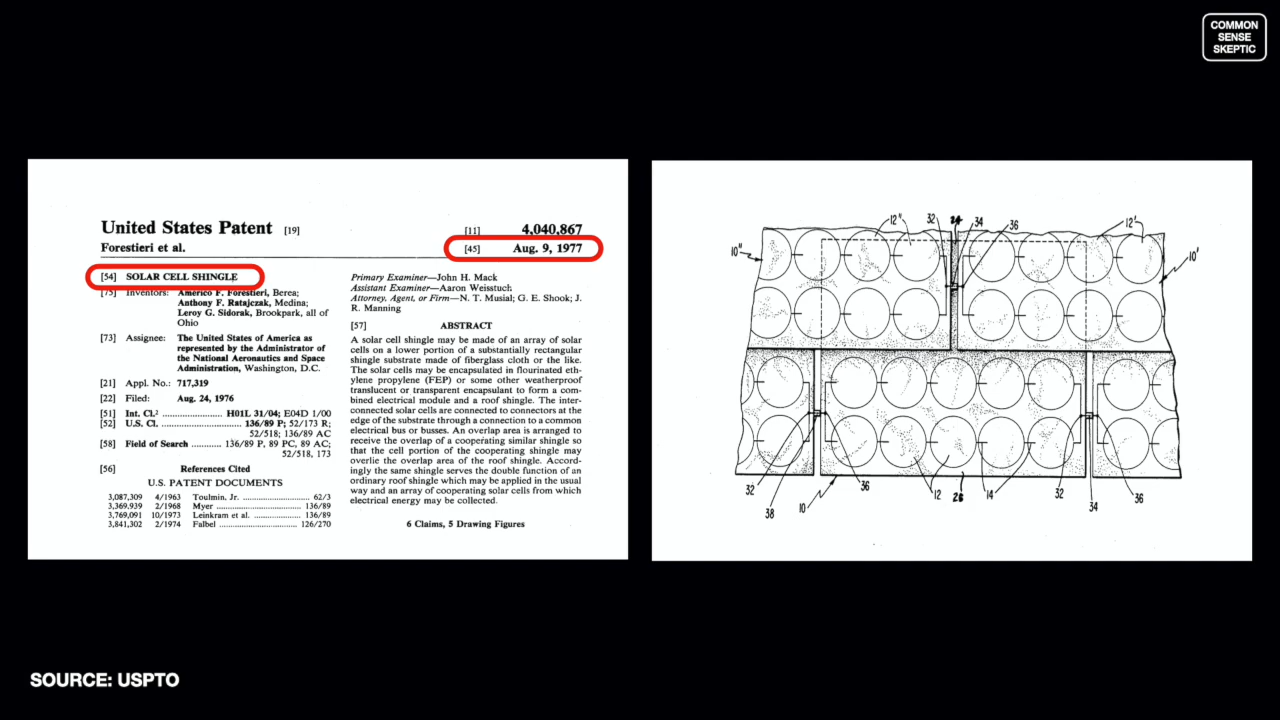 COMMON
SENSE
SKEPTIC
United States Patent [19]
Forestieri et al.
[11] 4,040,867
[45] Aug. 9, 1977
[54] SOLAR CELL SHINGLE
[75] Inventors: Americo F. Forestieri, Berea;
Anthony F. Ratajczak, Medina;
Leroy G. Sidorak, Brookpark, all of
Ohio
[73] Assignee: The United States of America as
represented by the Administrator of
the National Aeronautics and Space
Administration, Washington, D.C.
[21] Appl. No.: 717,319
[22] Filed: Aug. 24, 1976
[51] Int. Cl.² ..................... H01L 31/04; E04D 1/00
[52] U.S. Cl. ........................... 136/89 P; 52/173 R;
52/518; 136/89 AC
[58] Field of Search .......... 136/89 P, 89 PC, 89 AC;
52/518, 173
[56] References Cited
U.S. PATENT DOCUMENTS
3,087,309 4/1963 Toulmin, Jr. ........................ 62/3
3,369,939 2/1968 Myer ................................ 136/89
3,769,091 10/1973 Leinkram et al. .................. 136/89
3,841,302 2/1974 Falbel .............................. 126/270
Primary Examiner—John H. Mack
Assistant Examiner—Aaron Weisstuch
Attorney, Agent, or Firm—N. T. Musial; G. E. Shook; J.
R. Manning
[57] ABSTRACT
A solar cell shingle may be made of an array of solar
cells on a lower portion of a substantially rectangular
shingle substrate made of fiberglass cloth or the like.
The solar cells may be encapsulated in flourinated eth-
ylene propylene (FEP) or some other weatherproof
translucent or transparent encapsulant to form a com-
bined electrical module and a roof shingle. The inter-
connected solar cells are connected to connectors at the
edge of the substrate through a connection to a common
electrical bus or busses. An overlap area is arranged to
receive the overlap of a cooperating similar shingle so
that the cell portion of the cooperating shingle may
overlie the overlap area of the roof shingle. Accord-
ingly the same shingle serves the double function of an
ordinary roof shingle which may be applied in the usual
way and an array of cooperating solar cells from which
electrical energy may be collected.
6 Claims, 5 Drawing Figures
12" 32 24 34 36 12'
10" 10'
32 38 10 36 12 26 14 32 34 36
SOURCE: USPTO